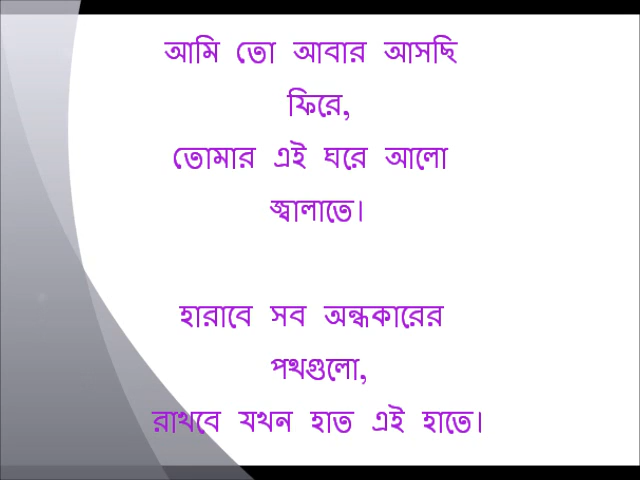 আমি তো আবার আসছি
ফিরে,
তোমার এই ঘরে আলো
জ্বালাতে।
হারাবে সব অন্ধকারের
পথগুলো,
রাখবে যখন হাত এই হাতে।